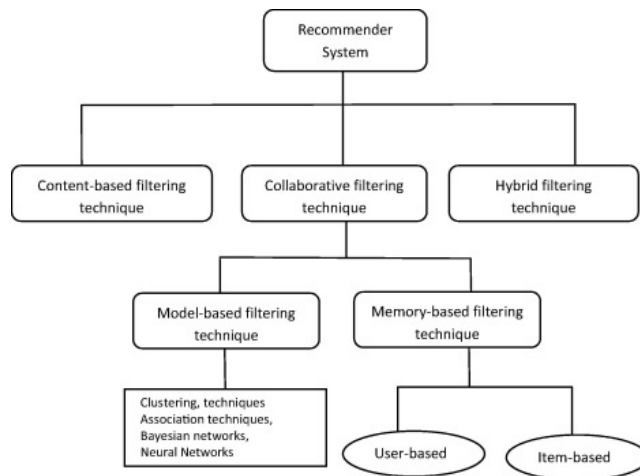 Recommender
System
Content-based filtering
technique
Collaborative filtering
technique
Hybrid filtering
technique
Model-based filtering
technique
Memory-based filtering
technique
Clustering, techniques
Association techniques,
Bayesian networks,
Neural Networks
User-based
Item-based